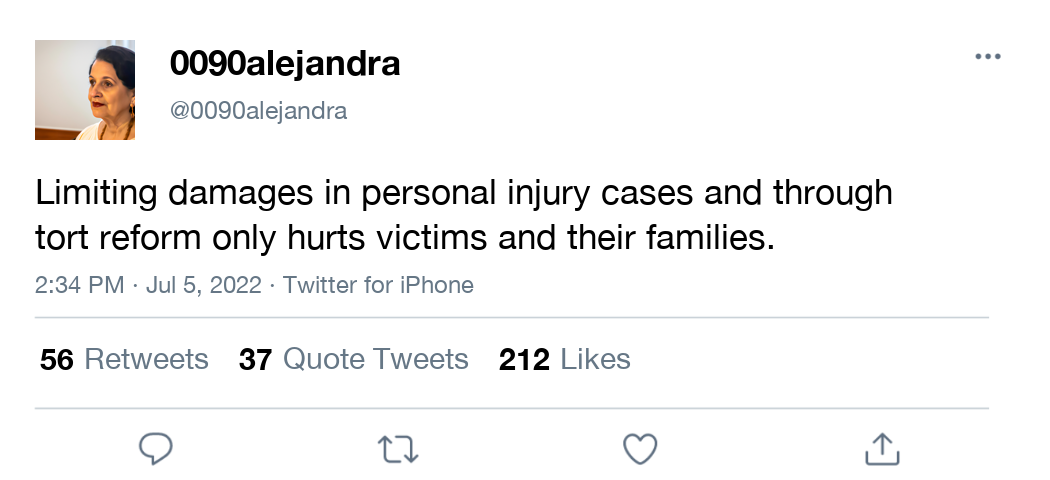 0090alejandra
@0090alejandra
Limiting damages in personal injury cases and through
tort reform only hurts victims and their families.
2:34 PM · Jul 5, 2022 · Twitter for iPhone
56 Retweets 37 Quote Tweets 212 Likes